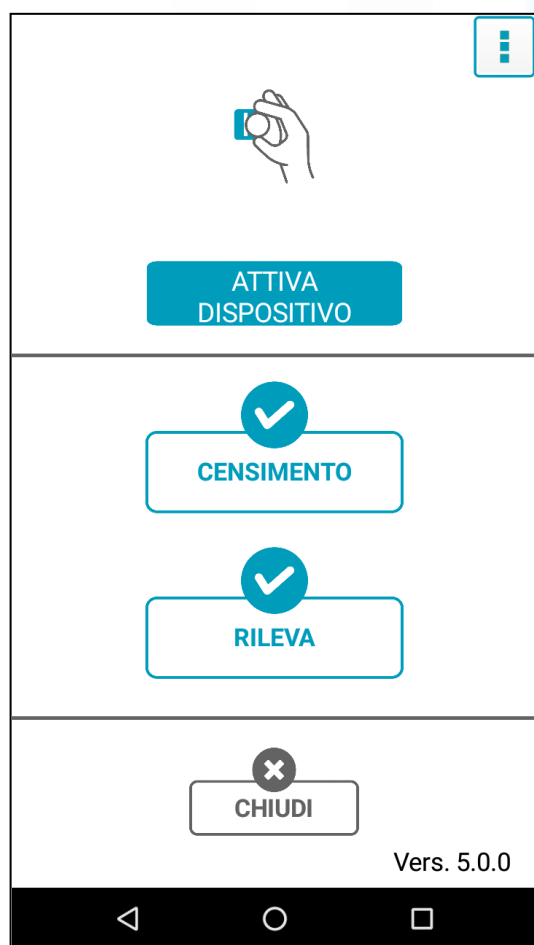 ATTIVA
DISPOSITIVO
CENSIMENTO
RILEVA
CHIUDI
Vers. 5.0.0